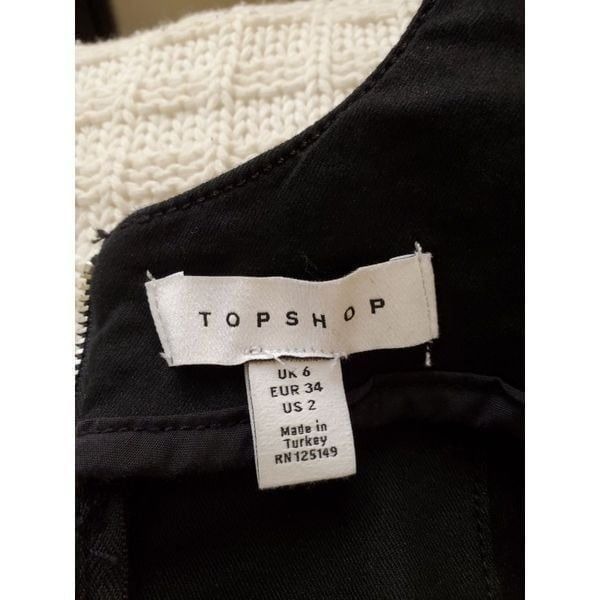 TOPSHOP
UK 6
EUR 34
US 2
Made in
Turkey
RN 125149